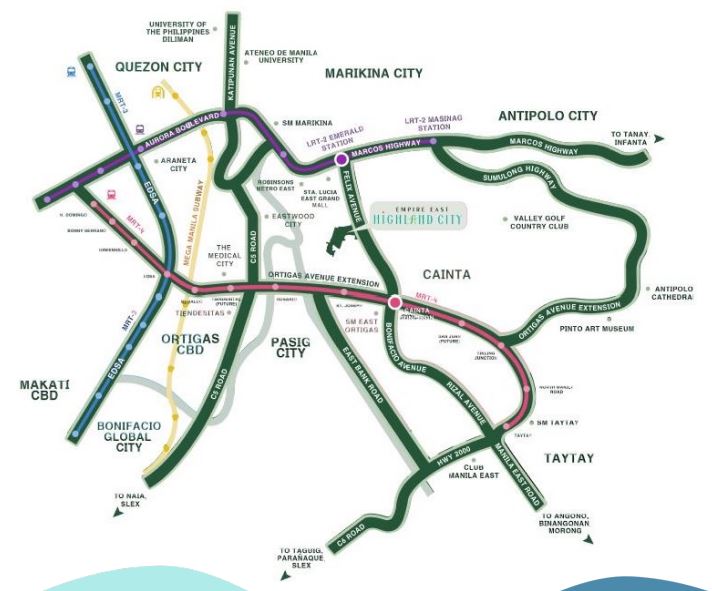 UNIVERSITY OF
THE PHILIPPINES
DILIMAN
KATIPUNAN AVENUE
ATENEO DE MANILA
UNIVERSITY
QUEZON CITY
MARIKINA CITY
MRT-3
AURORA BOULEVARD
SM MARIKINA
LRT-2 EMERALD
STATION
LRT-2 MASINAG
STATION
ANTIPOLO CITY
MARCOS HIGHWAY
MARCOS HIGHWAY
TO TANAY,
INFANTA
ARANETA
CITY
EDSA
ROBINSONS
METRO EAST
STA. LUCIA
EAST GRAND
MALL
FELIX AVENUE
SUMULONG HIGHWAY
MEGA MANILA SUBWAY
MRT-4
EASTWOOD
CITY
EMPIRE EAST
HIGHLAND CITY
VALLEY GOLF
COUNTRY CLUB
C5 ROAD
THE
MEDICAL
CITY
ORTIGAS AVENUE EXTENSION
CAINTA
MRT-4
ANTIPOLO
CATHEDRAL
ORTIGAS AVENUE EXTENSION
PINTO ART MUSEUM
TIENDESITAS
(FUTURE)
MRT-3
SM EAST
ORTIGAS
CAINTA
JUNCTION
(FUTURE)
JUNCTION
ORTIGAS
CBD
PASIG
CITY
BONIFACIO AVENUE
EAST BANK ROAD
EDSA
C5 ROAD
RIZAL AVENUE
MAKATI
CBD
ROAD
BONIFACIO
GLOBAL
CITY
SM TAYTAY
TAYTAY
HWY 2000
CLUB
MANILA EAST
MANILA EAST ROAD
TAYTAY
TO NAIA,
SLEX
C6 ROAD
TO ANGONO,
BINANGONAN
MORONG
TO TAGUIG,
PARAÑAQUE,
SLEX